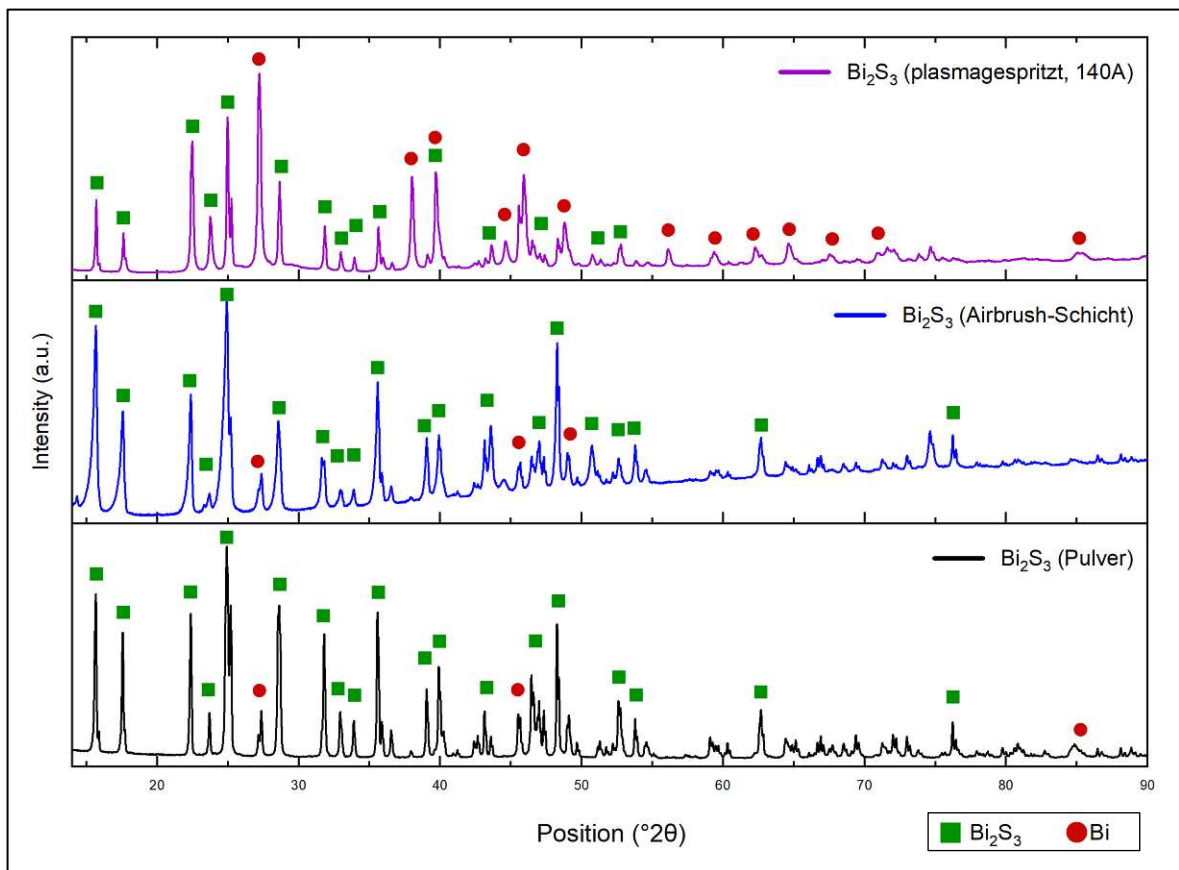 Bi₂S₃ (plasmagespritzt, 140A)
Bi₂S₃ (Airbrush-Schicht)
Intensity (a.u.)
Bi₂S₃ (Pulver)
20 30 40 50 60 70 80 90
Position (°2θ)
Bi₂S₃ Bi